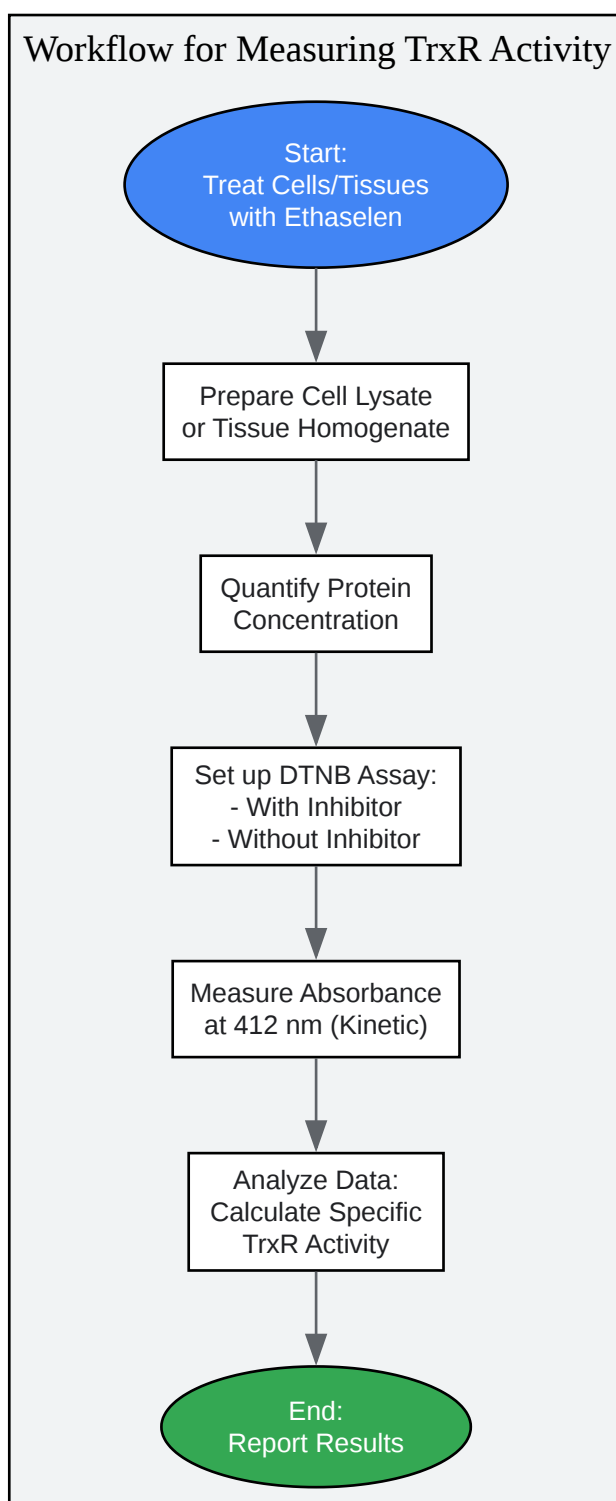 Workflow for Measuring TrxR Activity
Start:
Treat Cells/Tissues
with Ethaselen
Prepare Cell Lysate
or Tissue Homogenate
Quantify Protein
Concentration
Set up DTNB Assay:
- With Inhibitor
- Without Inhibitor
Measure Absorbance
at 412 nm (Kinetic)
Analyze Data:
Calculate Specific
TrxR Activity
End:
Report Results